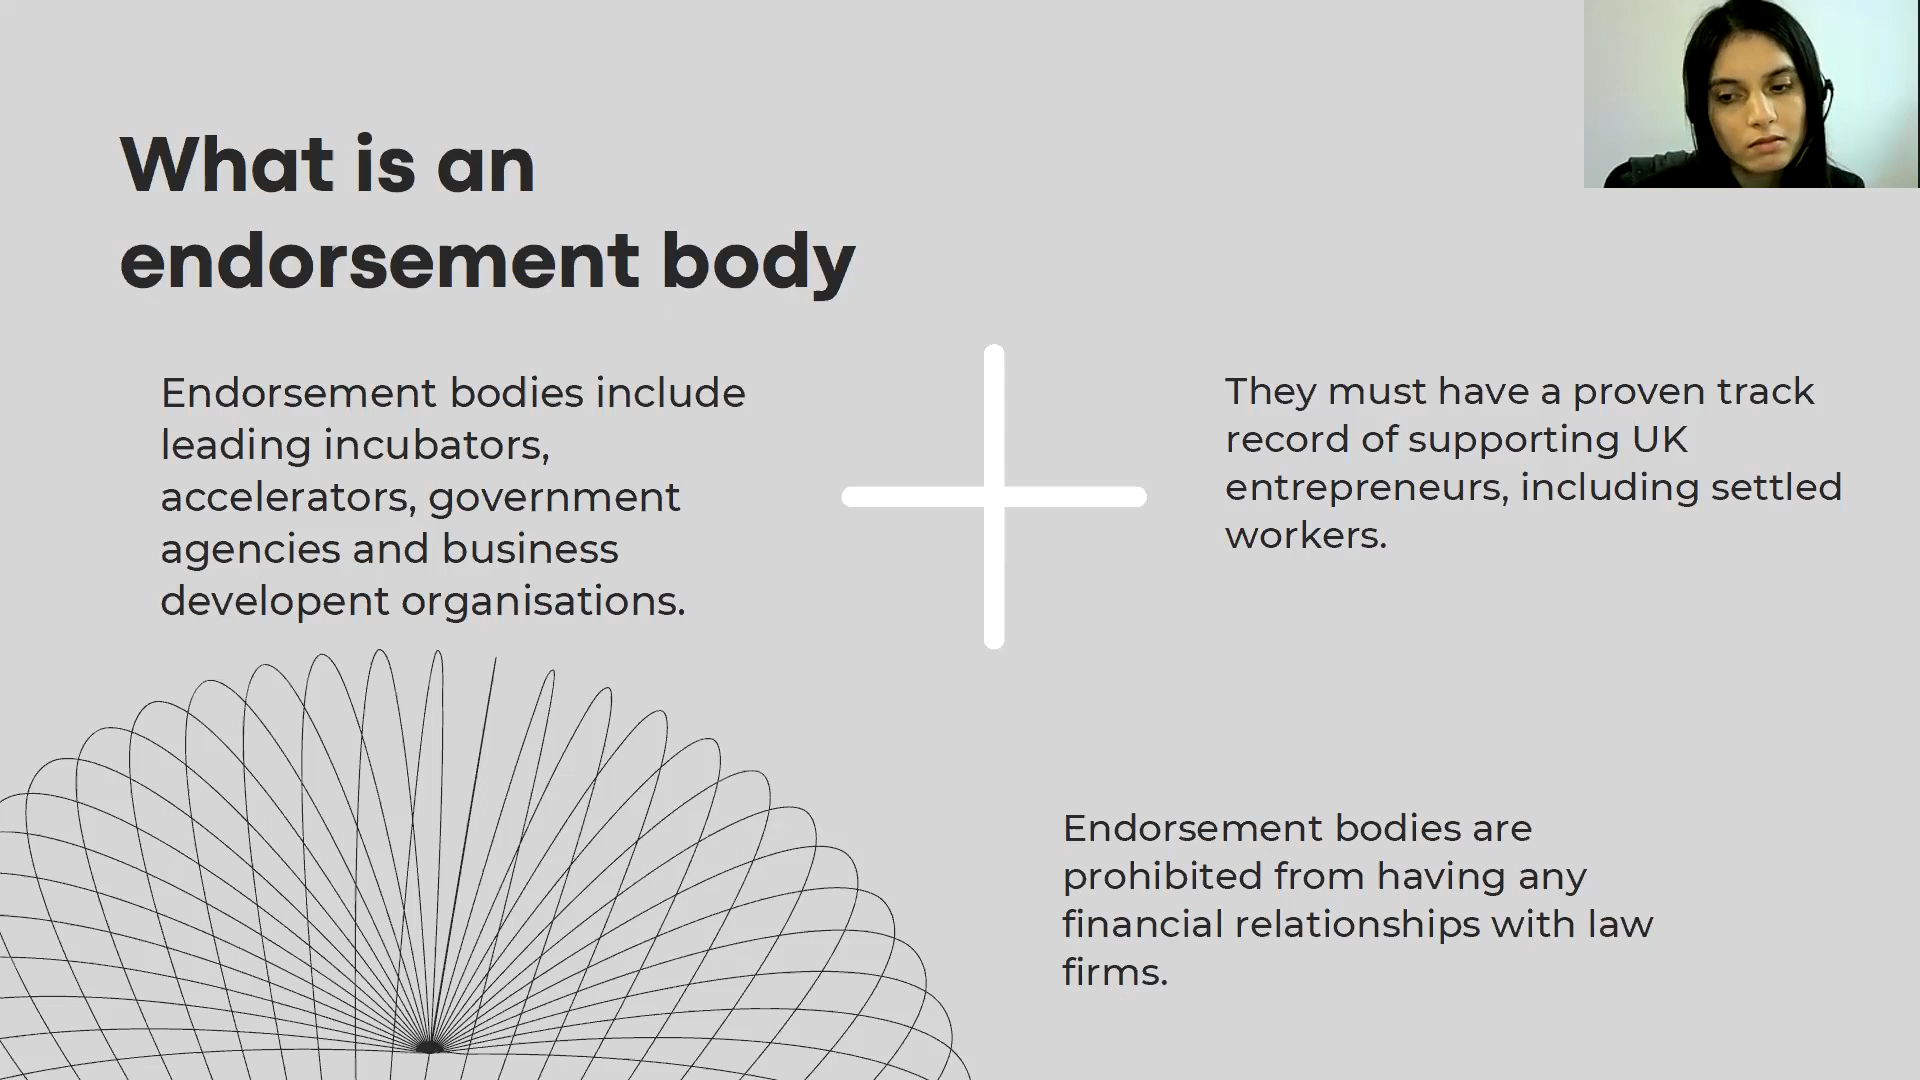 What is an
endorsement body
Endorsement bodies include
leading incubators,
accelerators, government
agencies and business
developent organisations.
They must have a proven track
record of supporting UK
entrepreneurs, including settled
workers.
Endorsement bodies are
prohibited from having any
financial relationships with law
firms.